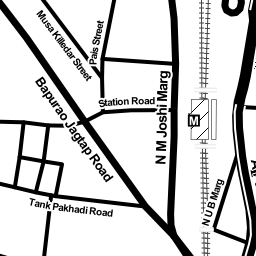 Musa Killedar Street
Pais Street
Station Road
Bapurao Jagtap Road
N M Joshi Marg
M
N U B Marg
Tank Pakhadi Road